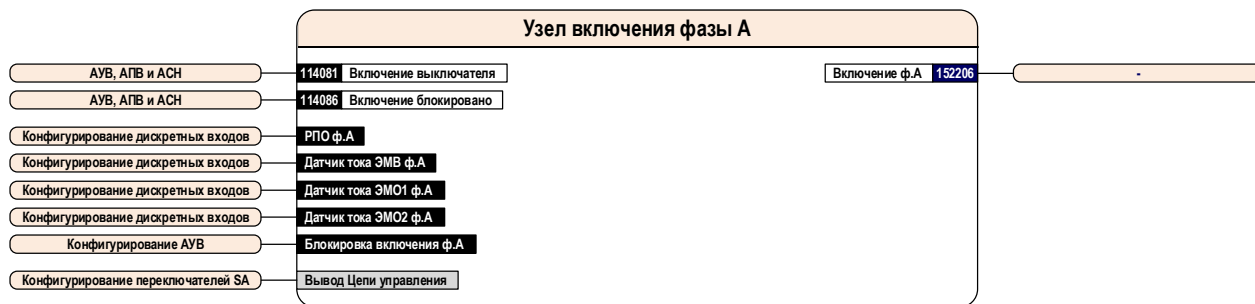 Узел включения фазы А
АУВ, АПВ и АСН 114081 Включение выключателя Включение ф.А 152206 -
АУВ, АПВ и АСН 114086 Включение блокировано
Конфигурирование дискретных входов РПО ф.А
Конфигурирование дискретных входов Датчик тока ЭМВ ф.А
Конфигурирование дискретных входов Датчик тока ЭМО1 ф.А
Конфигурирование дискретных входов Датчик тока ЭМО2 ф.А
Конфигурирование АУВ Блокировка включения ф.А
Конфигурирование переключателей SA Вывод Цепи управления